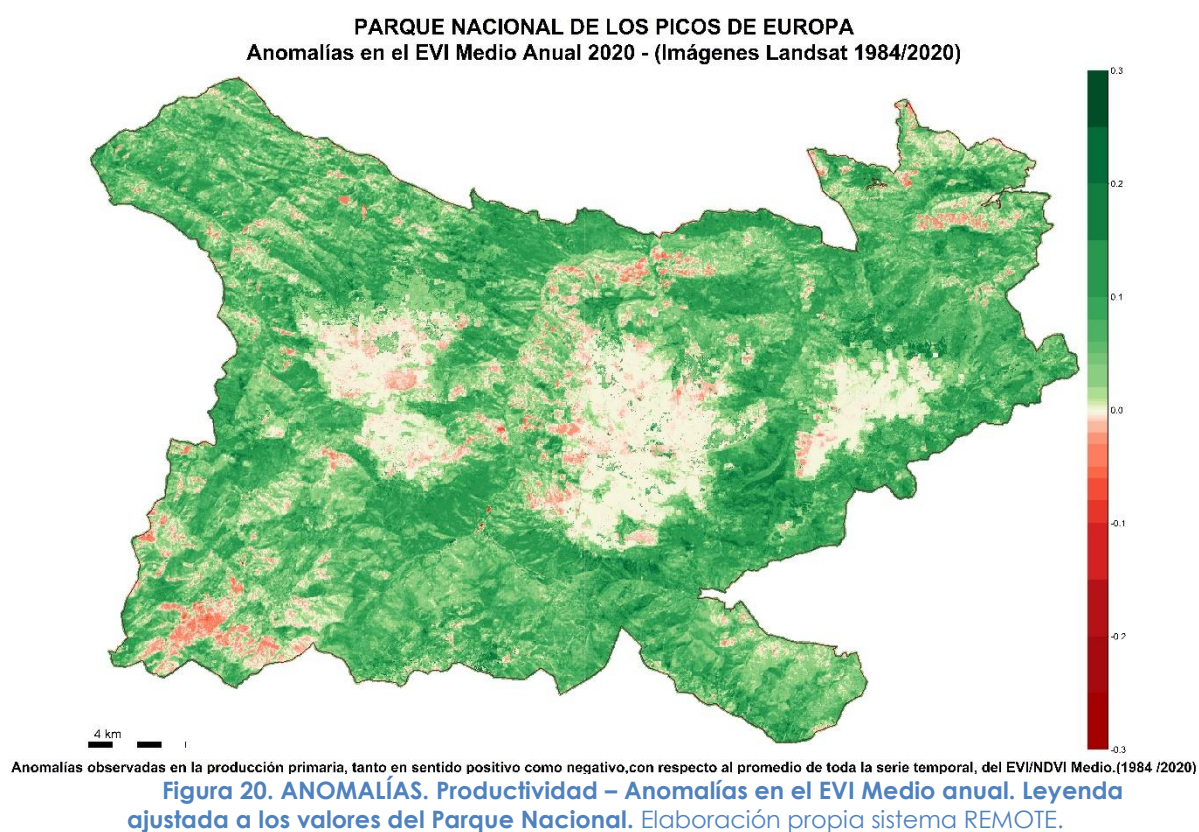 PARQUE NACIONAL DE LOS PICOS DE EUROPA
Anomalías en el EVI Medio Anual 2020 - (Imágenes Landsat 1984/2020)
0.3
0.2
0.1
0.0
-0.1
-0.2
-0.3
4 km
Anomalías observadas en la producción primaria, tanto en sentido positivo como negativo,con respecto al promedio de toda la serie temporal, del EVI/NDVI Medio.(1984 /2020)
Figura 20. ANOMALÍAS. Productividad – Anomalías en el EVI Medio anual. Leyenda
ajustada a los valores del Parque Nacional. Elaboración propia sistema REMOTE.